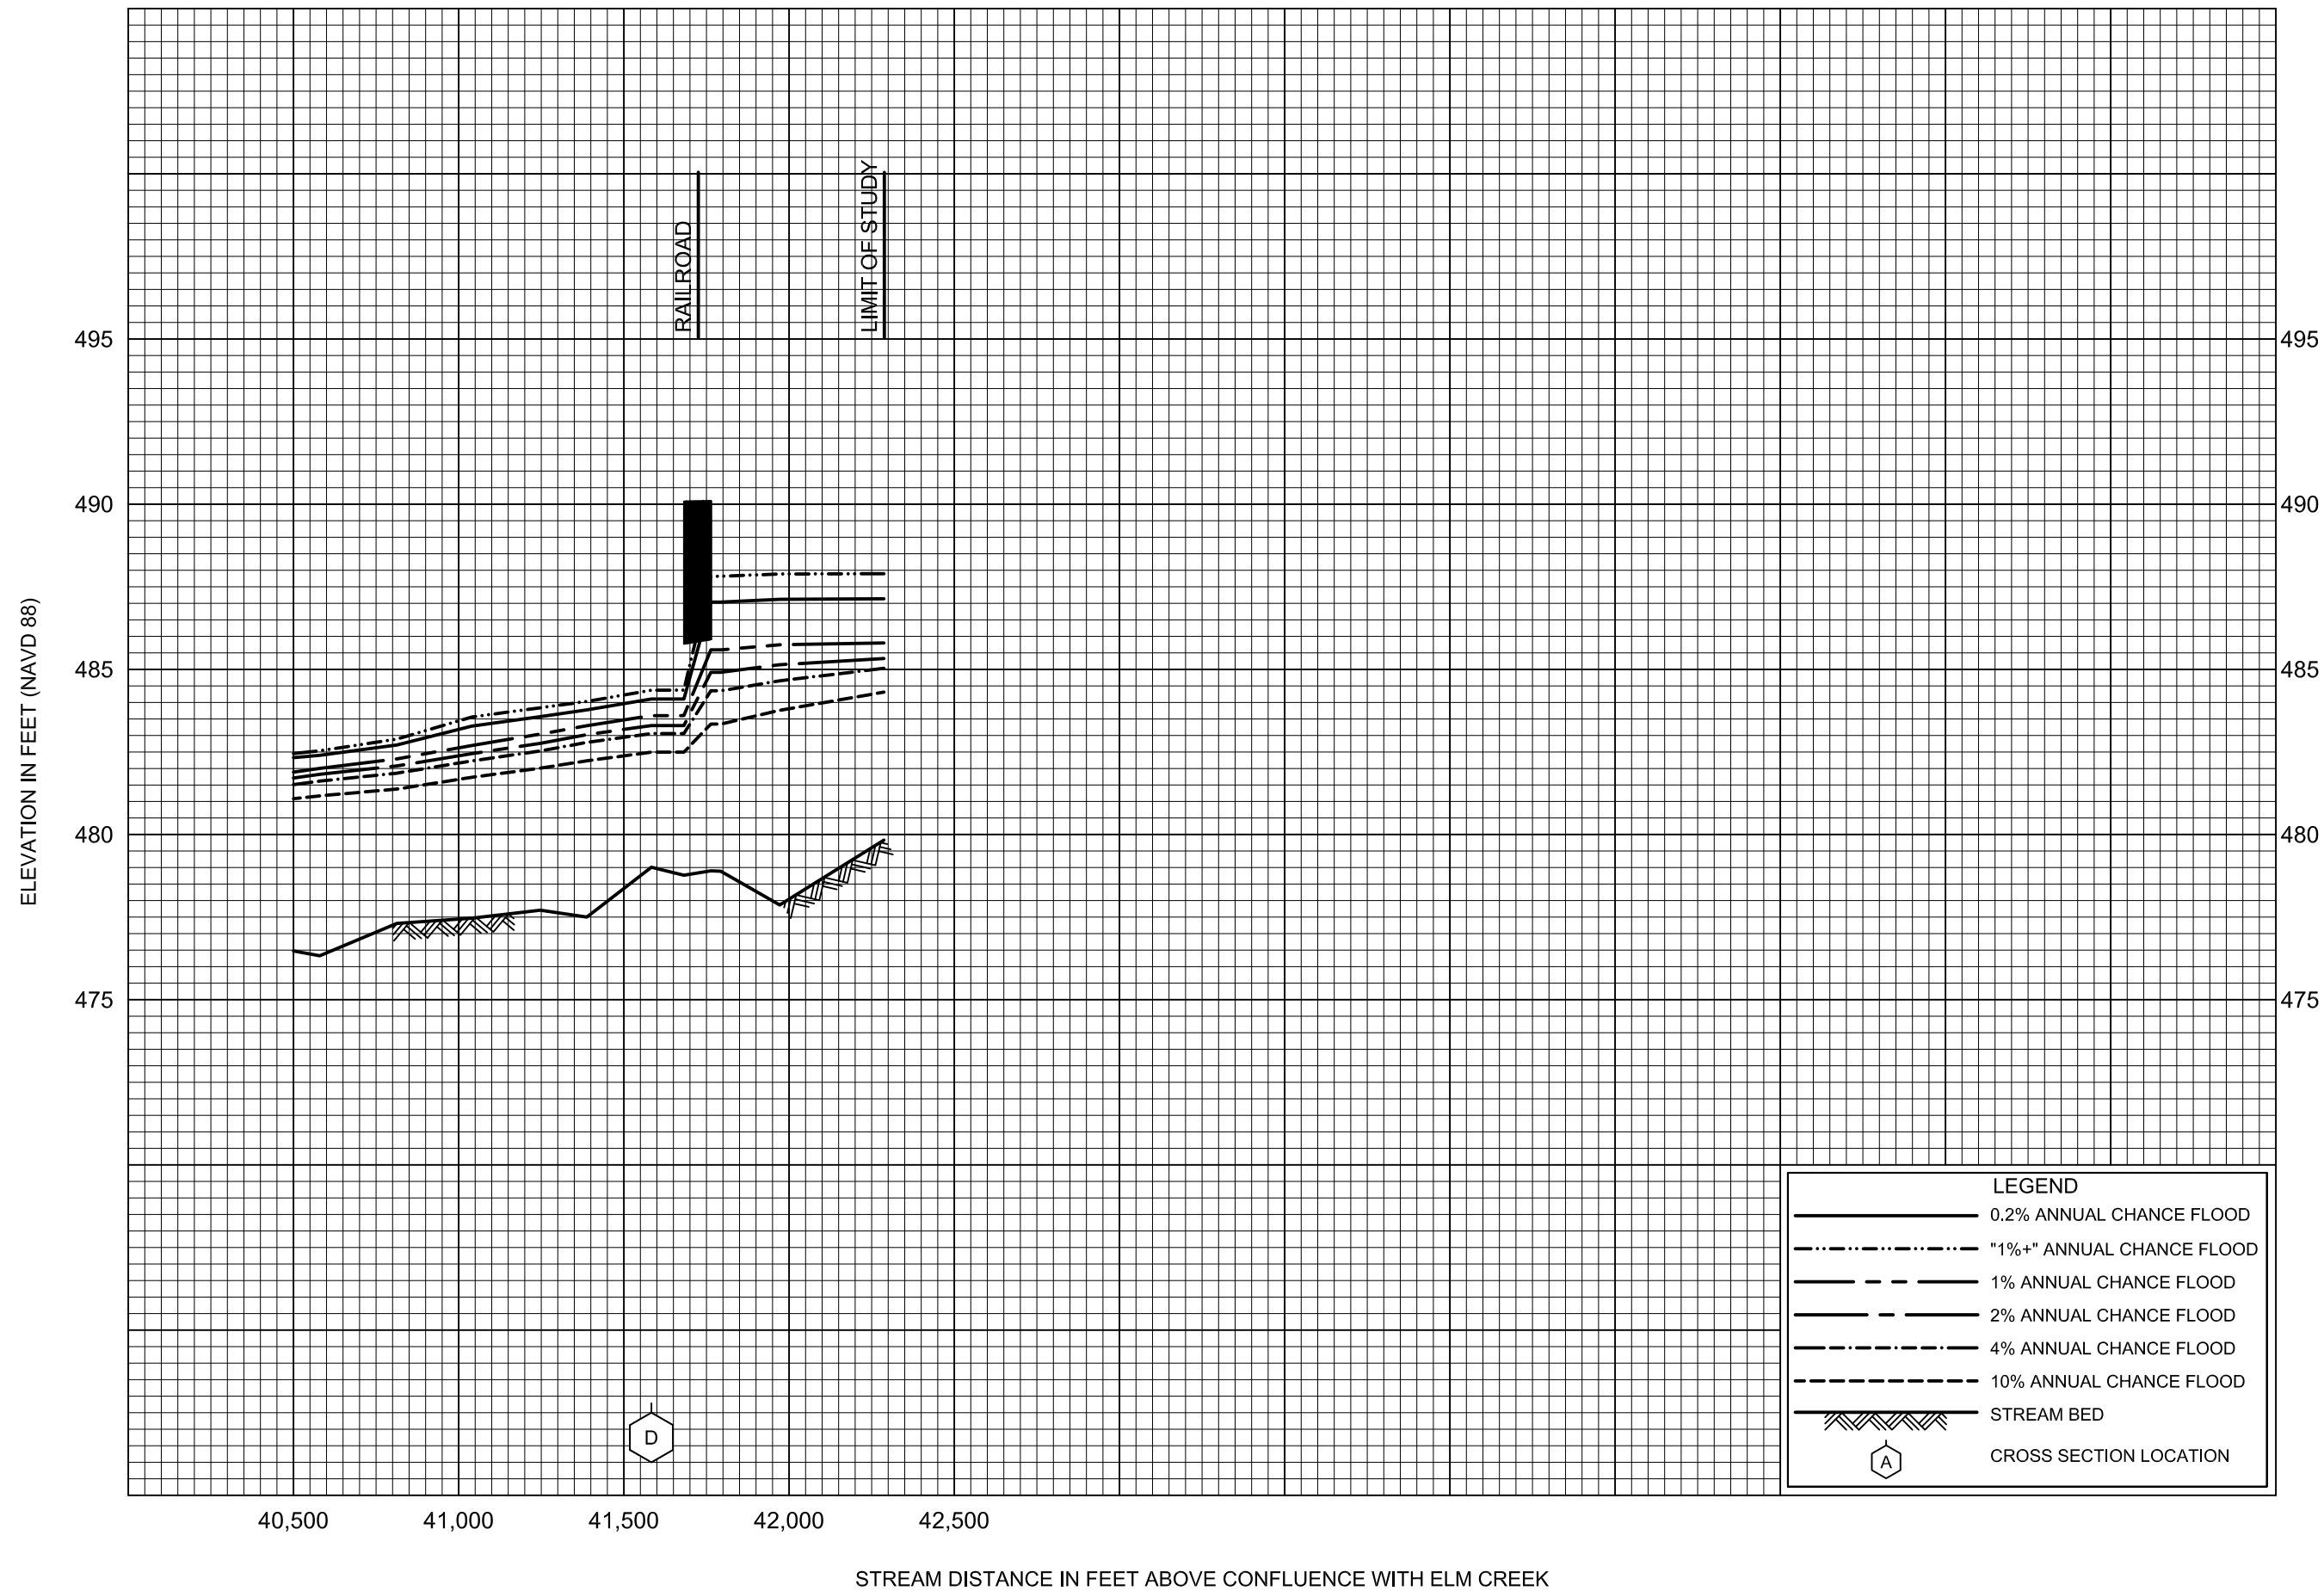 RAILROAD
LIMIT OF STUDY
495
495
490
490
485
485
480
480
475
475
ELEVATION IN FEET (NAVD 88)
D
LEGEND
0.2% ANNUAL CHANCE FLOOD
"1%+" ANNUAL CHANCE FLOOD
1% ANNUAL CHANCE FLOOD
2% ANNUAL CHANCE FLOOD
4% ANNUAL CHANCE FLOOD
10% ANNUAL CHANCE FLOOD
STREAM BED
A
CROSS SECTION LOCATION
40,500
41,000
41,500
42,000
42,500
STREAM DISTANCE IN FEET ABOVE CONFLUENCE WITH ELM CREEK